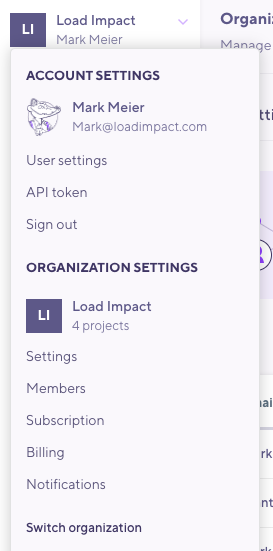 LI
Load Impact
Mark Meier
Organi
Manage
ACCOUNT SETTINGS
Mark Meier
Mark@loadimpact.com
User settings
API token
Sign out
ORGANIZATION SETTINGS
LI
Load Impact
4 projects
Settings
Members
Subscription
Billing
Notifications
Switch organization